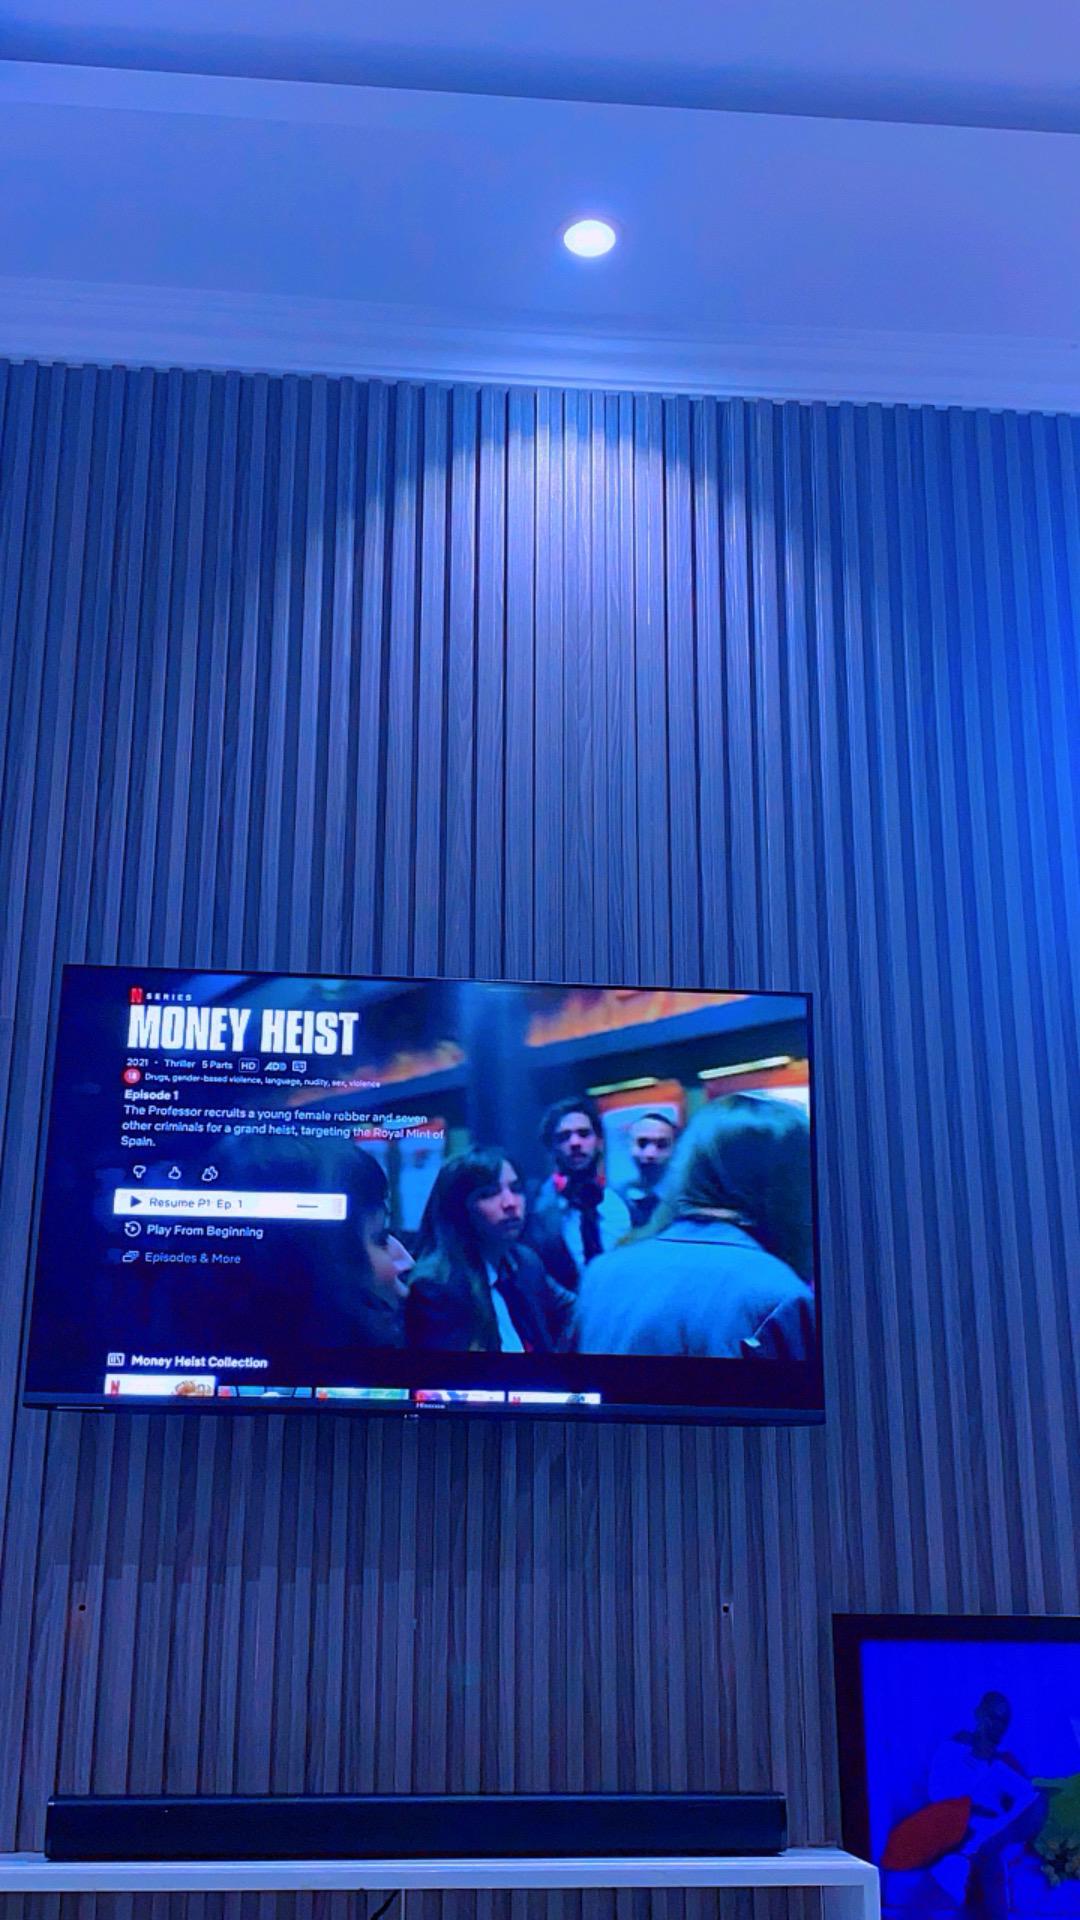 N SERIES
MONEY HEIST
2021 • Thriller 5 Parts HD AD
18 Drugs, gender-based violence, language, nudity, sex, violence
Episode 1
The Professor recruits a young female robber and seven
other criminals for a grand heist, targeting the Royal Mint of
Spain.
Resume P1: Ep. 1
Play From Beginning
Episodes & More
Money Heist Collection
N
Hisense